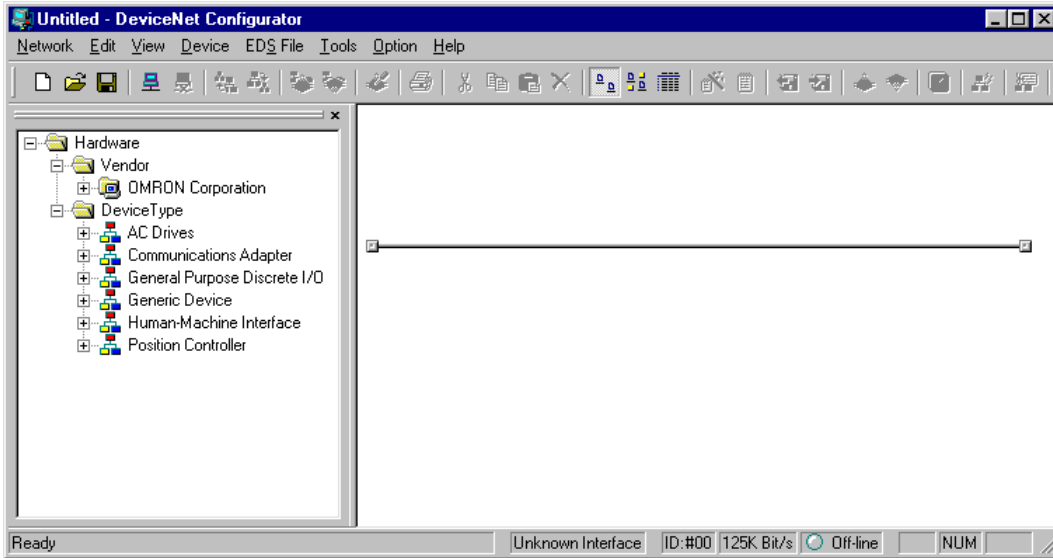 Untitled - DeviceNet Configurator
Network Edit View Device EDS File Tools Option Help
Hardware
Vendor
OMRON Corporation
DeviceType
AC Drives
Communications Adapter
General Purpose Discrete I/O
Generic Device
Human-Machine Interface
Position Controller
Ready Unknown Interface ID:#00 125K Bit/s Off-line NUM